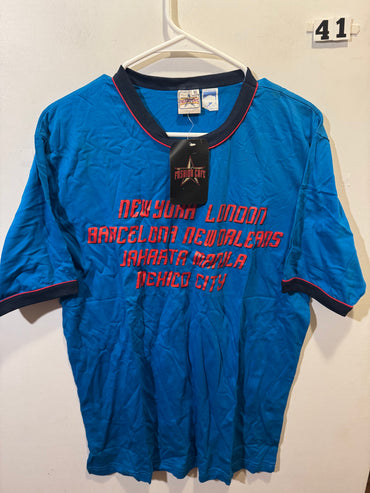 41
FASHION CAFE
NEW YORK LONDON
BARCELONA NEW ORLEANS
JAKARTA MANILA
MEXICO CITY